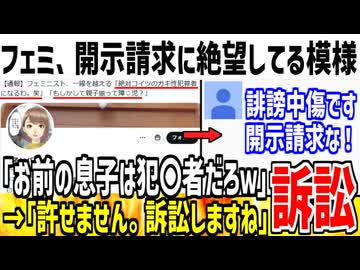 フェミ、開示請求に絶望してる模様
【通報】フェミニスト、一線を越える「絶対コイツのガキ性犯罪者
になるわ。笑」「もしかして親子揃って障♡児？」
フォ
誹謗中傷です
開示請求な！
「お前の息子は犯〇者だろw」
→「許せません。訴訟しますね」
訴訟